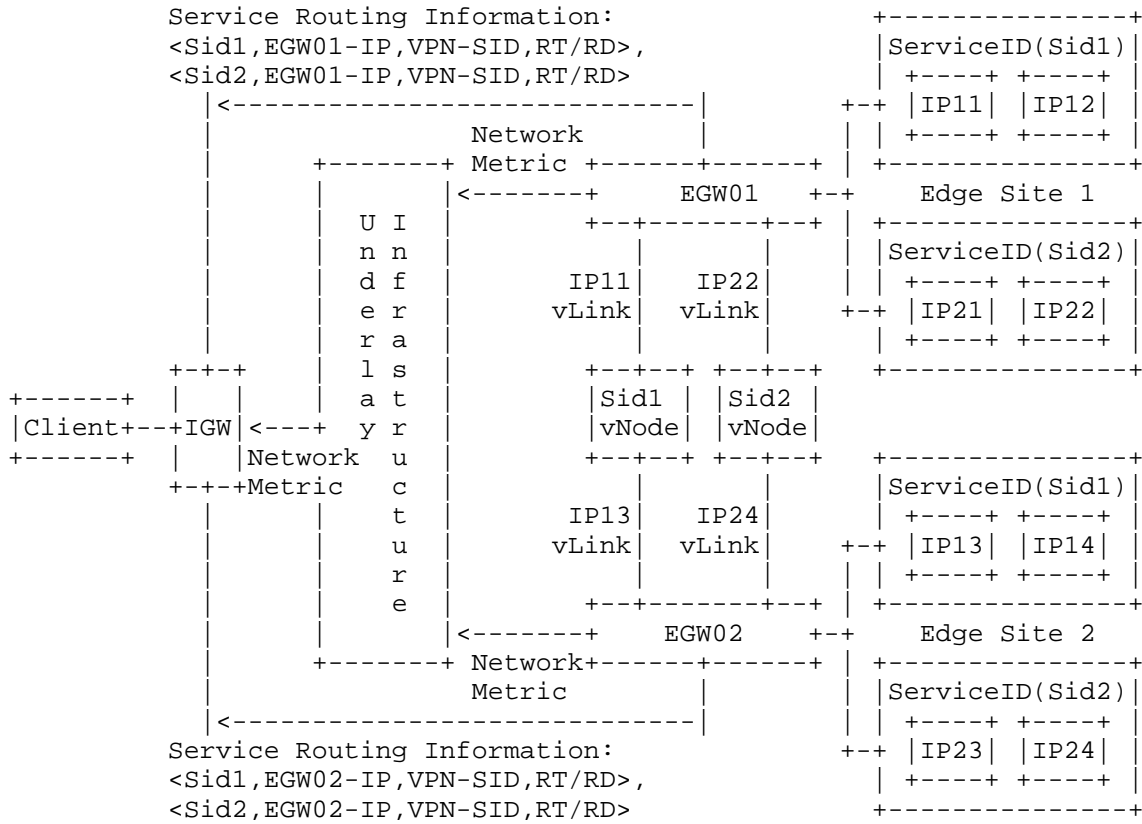 Service Routing Information:
<Sid1,EGW01-IP,VPN-SID,RT/RD>,
<Sid2,EGW01-IP,VPN-SID,RT/RD>
ServiceID(Sid1)
IP11 IP12
Network
Metric
EGW01
Edge Site 1
Underlay
Infrastructure
ServiceID(Sid2)
IP11 IP22
vLink vLink
IP21 IP22
Sid1 Sid2
vNode vNode
Client
IGW
Network
Metric
ServiceID(Sid1)
IP13 IP24
vLink vLink
IP13 IP14
EGW02
Edge Site 2
Network
Metric
ServiceID(Sid2)
IP23 IP24
Service Routing Information:
<Sid1,EGW02-IP,VPN-SID,RT/RD>,
<Sid2,EGW02-IP,VPN-SID,RT/RD>